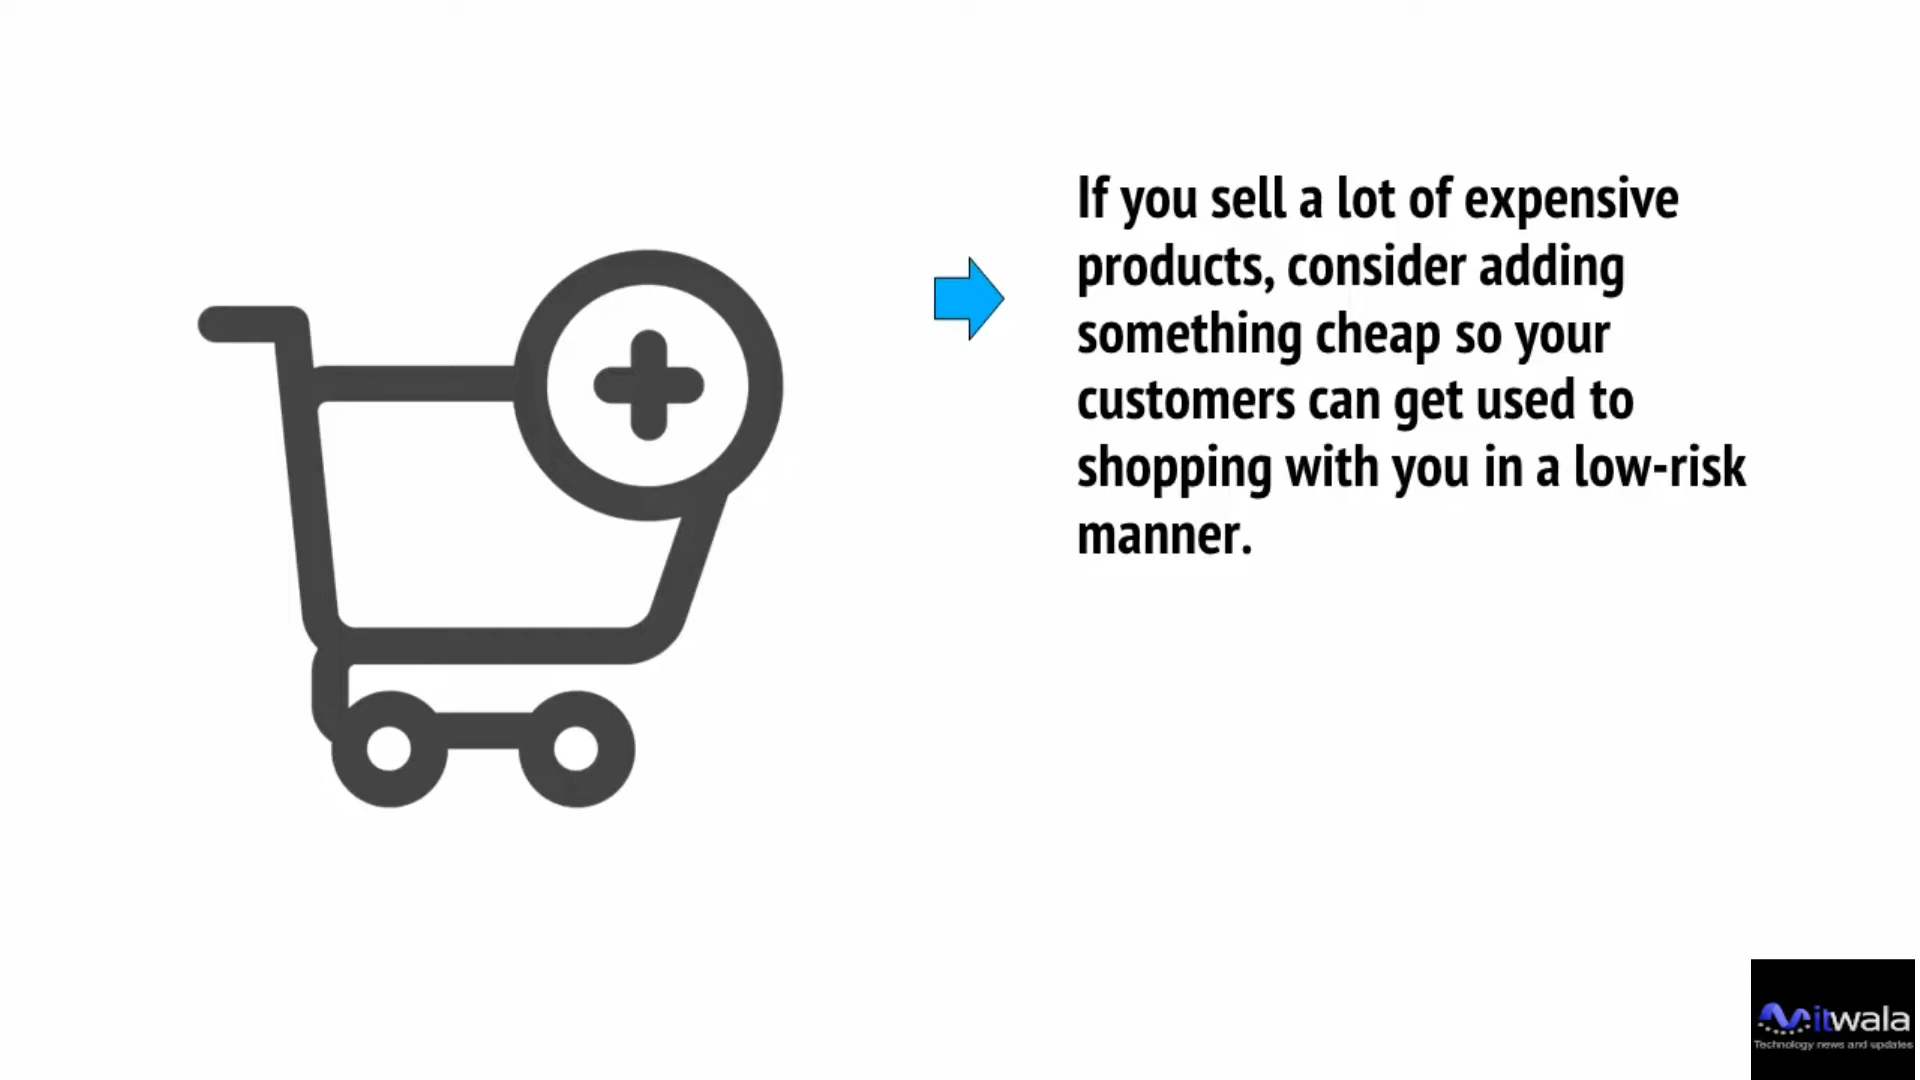 If you sell a lot of expensive
products, consider adding
something cheap so your
customers can get used to
shopping with you in a low-risk
manner.
itwala
Technology news and updates